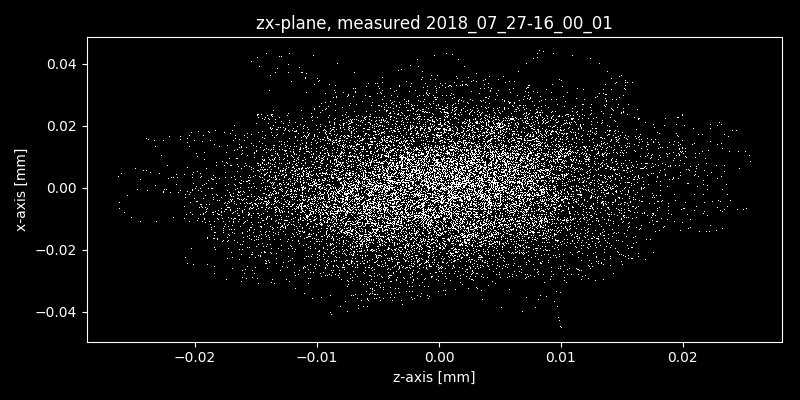 zx-plane, measured 2018_07_27-16_00_01
0.04
0.02
0.00
−0.02
−0.04
x-axis [mm]
−0.02 −0.01 0.00 0.01 0.02
z-axis [mm]